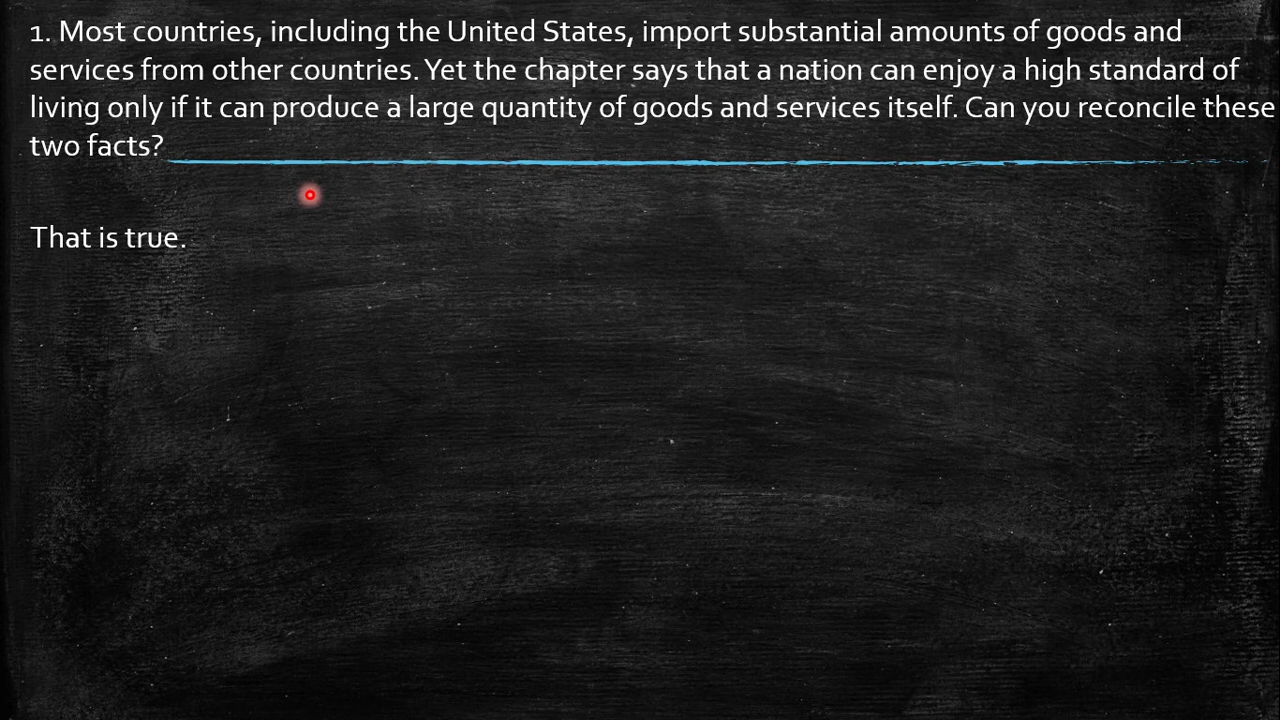 1. Most countries, including the United States, import substantial amounts of goods and
services from other countries. Yet the chapter says that a nation can enjoy a high standard of
living only if it can produce a large quantity of goods and services itself. Can you reconcile these
two facts?
That is true.